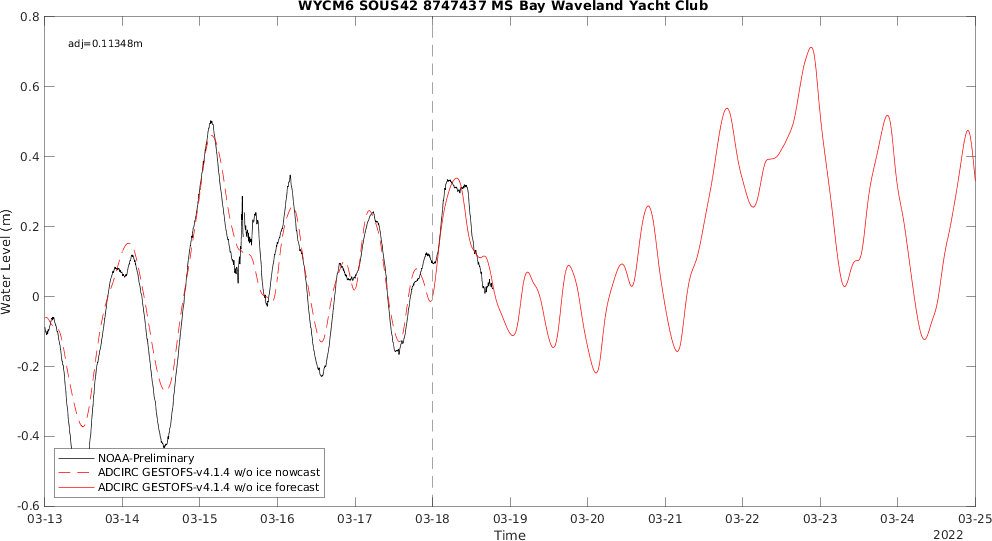 WYCM6 SOUS42 8747437 MS Bay Waveland Yacht Club
adj=0.11348m
0.8
0.6
0.4
0.2
0
-0.2
-0.4
-0.6
Water Level (m)
NOAA-Preliminary
ADCIRC GESTOFS-v4.1.4 w/o ice nowcast
ADCIRC GESTOFS-v4.1.4 w/o ice forecast
03-13 03-14 03-15 03-16 03-17 03-18 03-19 03-20 03-21 03-22 03-23 03-24 03-25
Time
2022